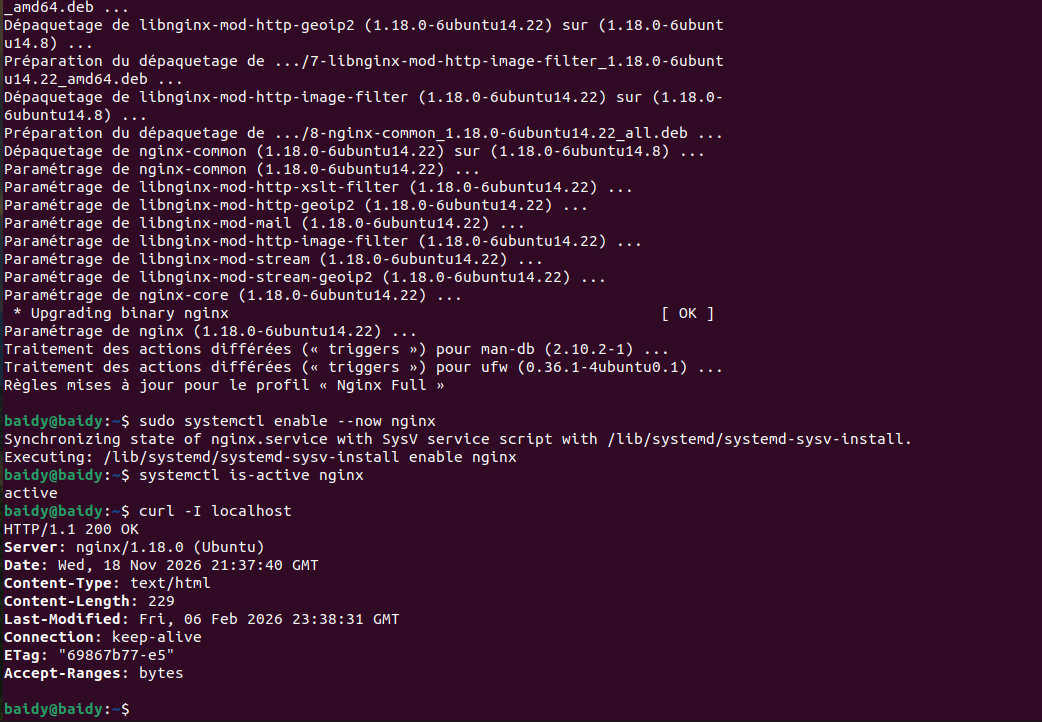 _amd64.deb ...
Dépaquetage de libnginx-mod-http-geoip2 (1.18.0-6ubuntu14.22) sur (1.18.0-6ubunt
u14.8) ...
Préparation du dépaquetage de .../7-libnginx-mod-http-image-filter_1.18.0-6ubunt
u14.22_amd64.deb ...
Dépaquetage de libnginx-mod-http-image-filter (1.18.0-6ubuntu14.22) sur (1.18.0-
6ubuntu14.8) ...
Préparation du dépaquetage de .../8-nginx-common_1.18.0-6ubuntu14.22_all.deb ...
Dépaquetage de nginx-common (1.18.0-6ubuntu14.22) sur (1.18.0-6ubuntu14.8) ...
Paramétrage de nginx-common (1.18.0-6ubuntu14.22) ...
Paramétrage de libnginx-mod-http-xslt-filter (1.18.0-6ubuntu14.22) ...
Paramétrage de libnginx-mod-http-geoip2 (1.18.0-6ubuntu14.22) ...
Paramétrage de libnginx-mod-mail (1.18.0-6ubuntu14.22) ...
Paramétrage de libnginx-mod-http-image-filter (1.18.0-6ubuntu14.22) ...
Paramétrage de libnginx-mod-stream (1.18.0-6ubuntu14.22) ...
Paramétrage de libnginx-mod-stream-geoip2 (1.18.0-6ubuntu14.22) ...
Paramétrage de nginx-core (1.18.0-6ubuntu14.22) ...
 * Upgrading binary nginx                                                [ OK ]
Paramétrage de nginx (1.18.0-6ubuntu14.22) ...
Traitement des actions différées (« triggers ») pour man-db (2.10.2-1) ...
Traitement des actions différées (« triggers ») pour ufw (0.36.1-4ubuntu0.1) ...
Règles mises à jour pour le profil « Nginx Full »
baidy@baidy:~$ sudo systemctl enable --now nginx
Synchronizing state of nginx.service with SysV service script with /lib/systemd/systemd-sysv-install.
Executing: /lib/systemd/systemd-sysv-install enable nginx
baidy@baidy:~$ systemctl is-active nginx
active
baidy@baidy:~$ curl -I localhost
HTTP/1.1 200 OK
Server: nginx/1.18.0 (Ubuntu)
Date: Wed, 18 Nov 2026 21:37:40 GMT
Content-Type: text/html
Content-Length: 229
Last-Modified: Fri, 06 Feb 2026 23:38:31 GMT
Connection: keep-alive
ETag: "69867b77-e5"
Accept-Ranges: bytes
baidy@baidy:~$